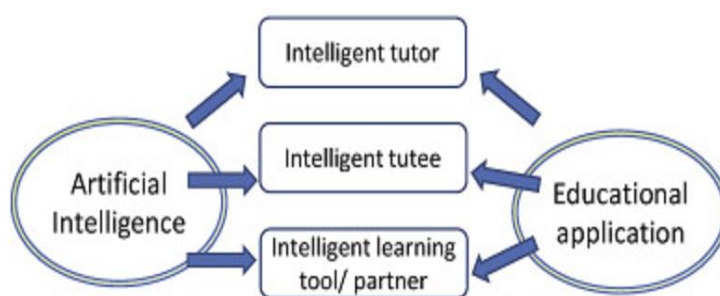 Intelligent tutor
Artificial
Intelligence
Intelligent tutee
Educational
application
Intelligent learning
tool/ partner